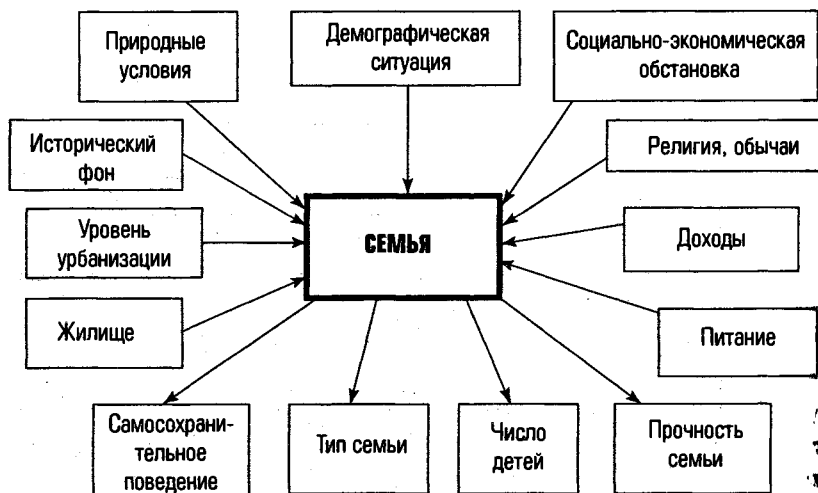 Природные
условия
Демографическая
ситуация
Социально-экономическая
обстановка
Исторический
фон
Религия, обычаи
Уровень
урбанизации
СЕМЬЯ
Доходы
Жилище
Питание
Самосохрани-
тельное
поведение
Тип семьи
Число
детей
Прочность
семьи